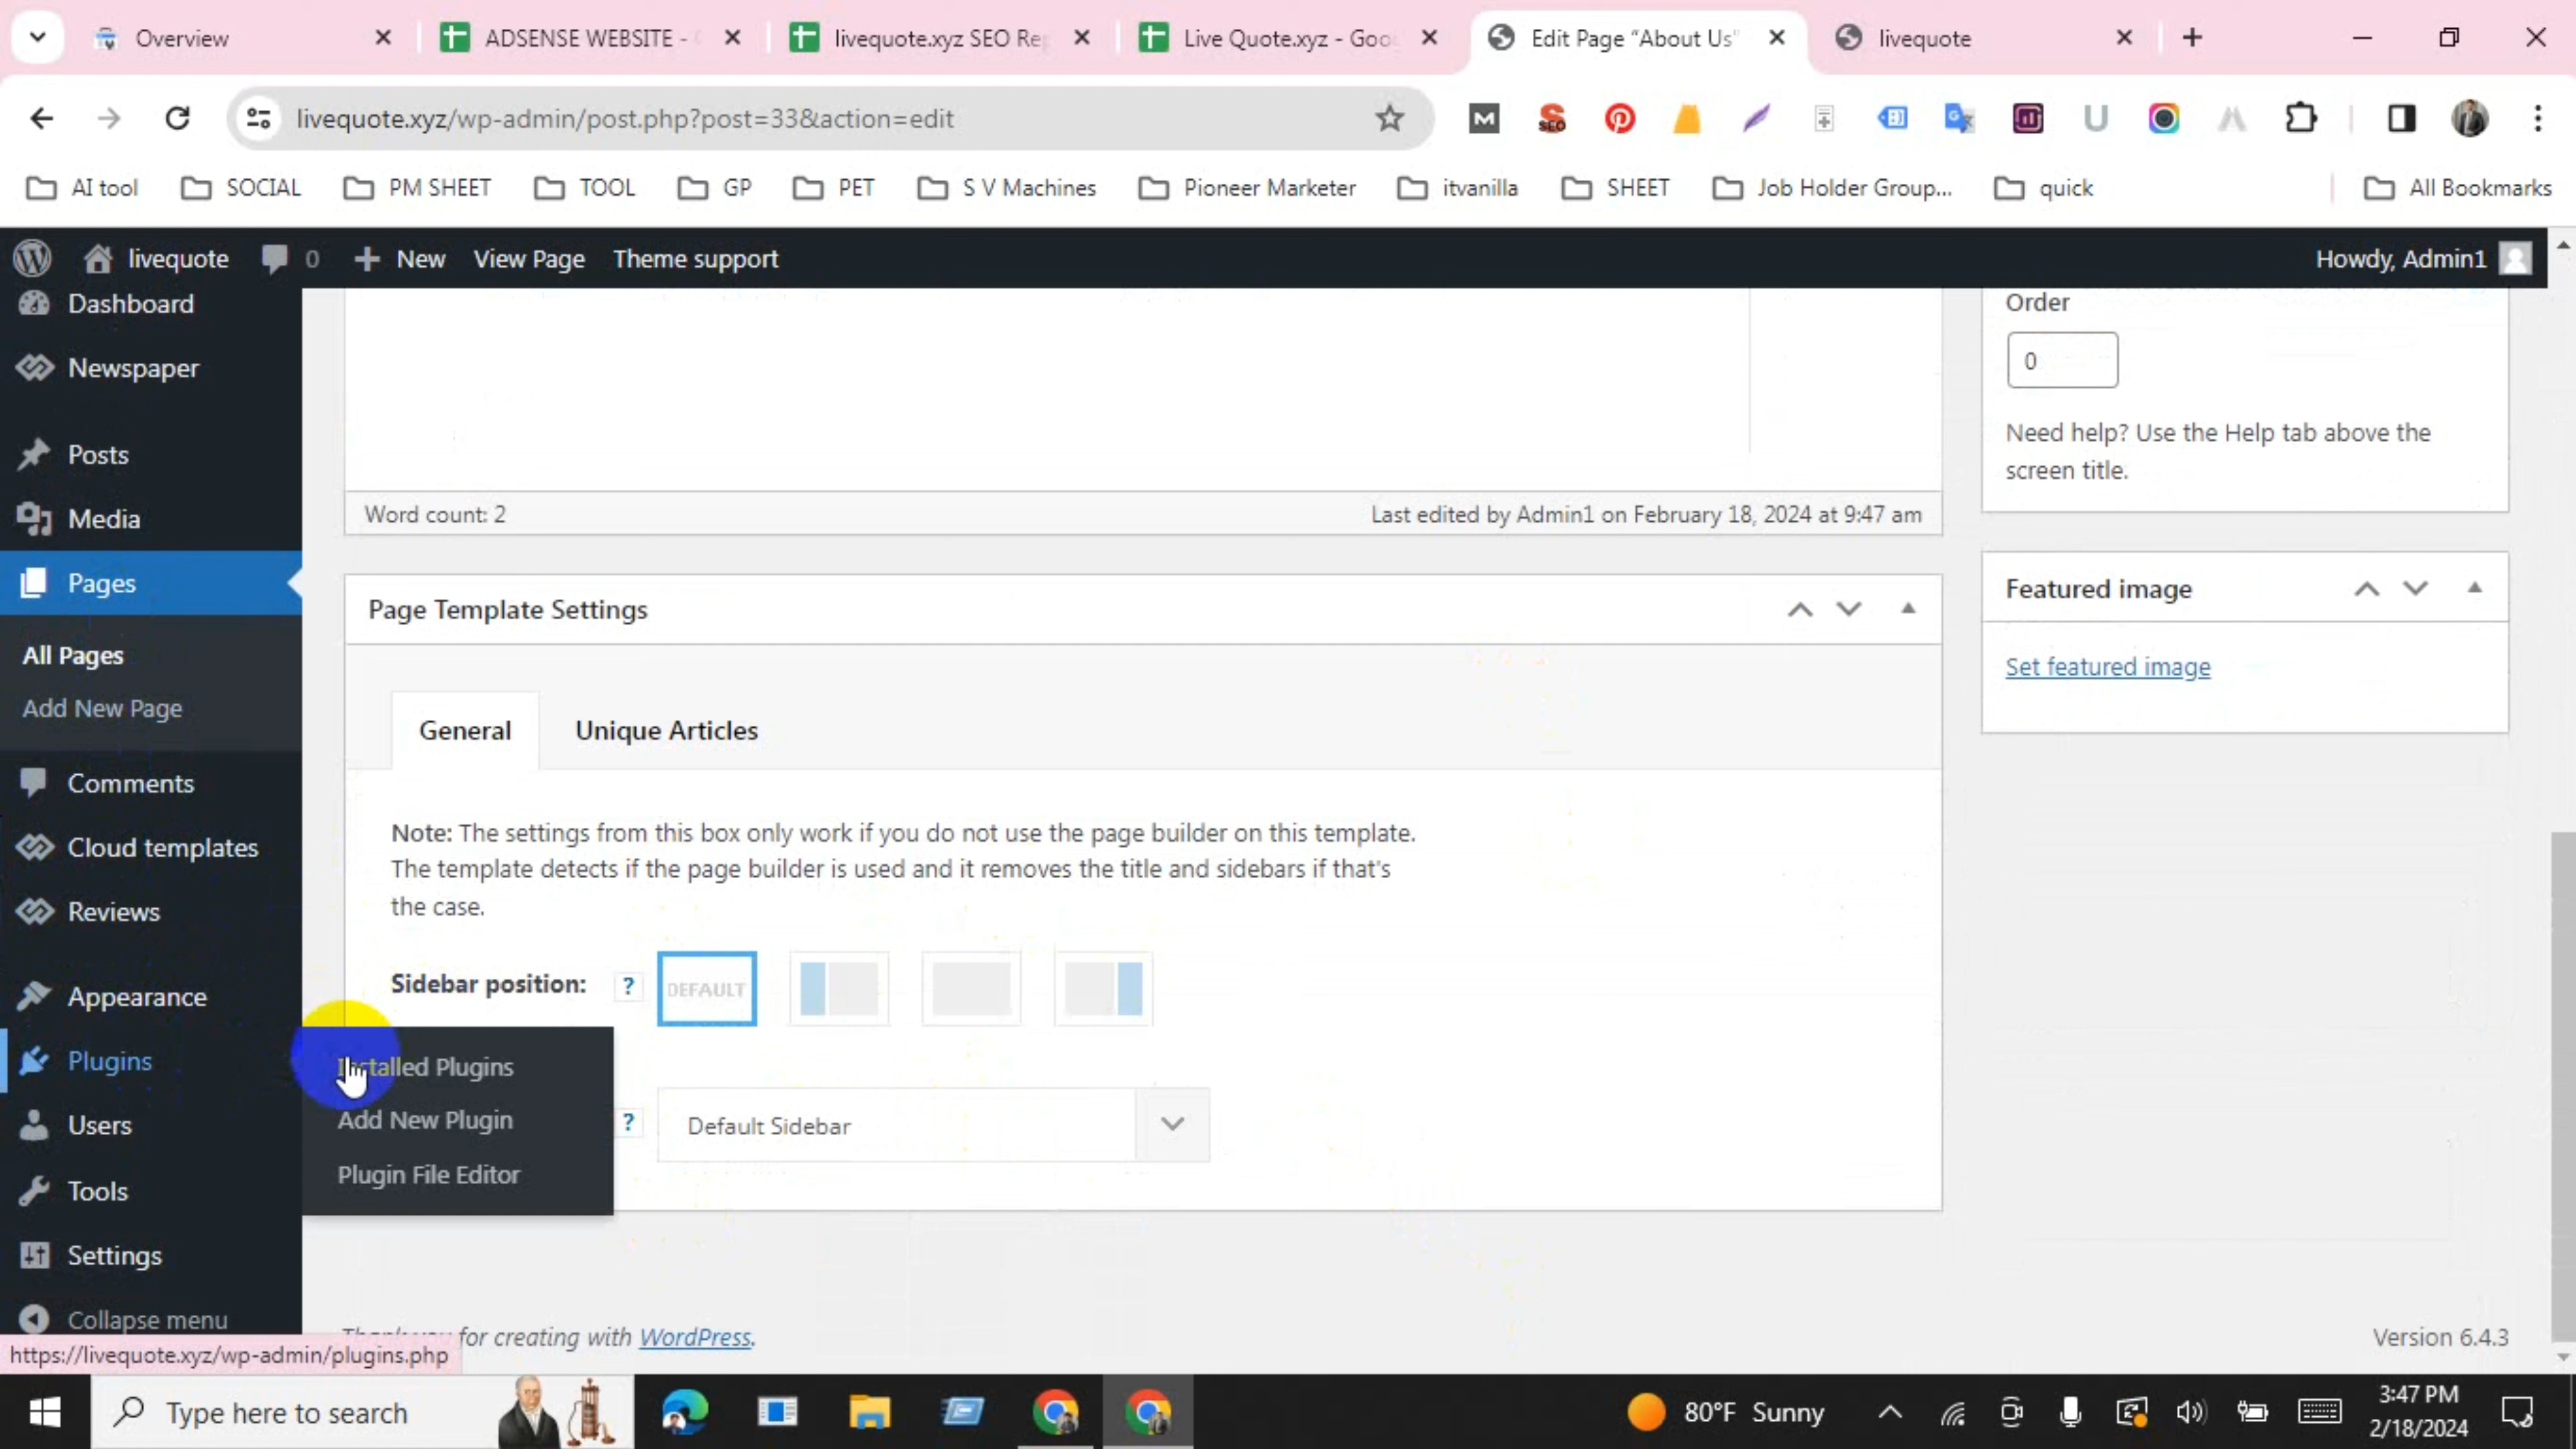 Overview
ADSENSE WEBSITE -
livequote.xyz SEO Re
Live Quote.xyz - Goo
Edit Page "About Us"
livequote
livequote.xyz/wp-admin/post.php?post=33&action=edit
AI tool
SOCIAL
PM SHEET
TOOL
GP
PET
S V Machines
Pioneer Marketer
itvanilla
SHEET
Job Holder Group...
quick
All Bookmarks
livequote
0
New
View Page
Theme support
Howdy, Admin1
Dashboard
Newspaper
Posts
Media
Pages
All Pages
Add New Page
Comments
Cloud templates
Reviews
Appearance
Plugins
Users
Tools
Settings
Collapse menu
Installed Plugins
Add New Plugin
Plugin File Editor
Word count: 2
Last edited by Admin1 on February 18, 2024 at 9:47 am
Page Template Settings
General
Unique Articles
Note: The settings from this box only work if you do not use the page builder on this template.
The template detects if the page builder is used and it removes the title and sidebars if that's
the case.
Sidebar position:
?
DEFAULT
?
Default Sidebar
Order
0
Need help? Use the Help tab above the
screen title.
Featured image
Set featured image
Thank you for creating with WordPress.
Version 6.4.3
https://livequote.xyz/wp-admin/plugins.php
Type here to search
80°F Sunny
3:47 PM
2/18/2024